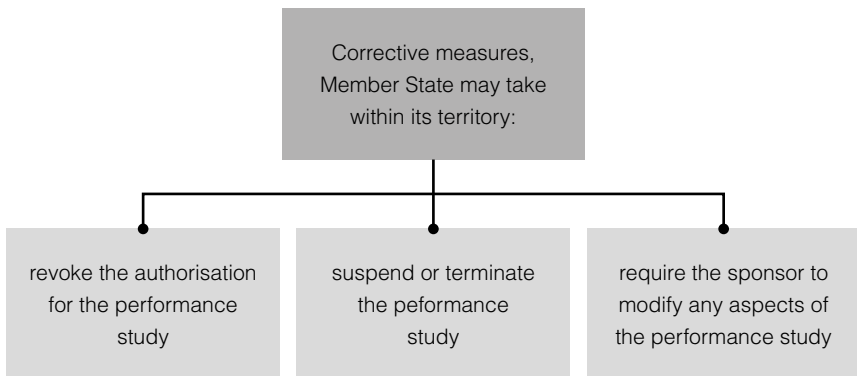 Corrective measures,
Member State may take
within its territory:
revoke the authorisation
for the performance
study
suspend or terminate
the peformance
study
require the sponsor to
modify any aspects of
the performance study